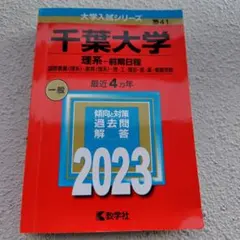 大学入試シリーズ
41
千葉大学
理系－前期日程
最近4カ年
一般
傾向と対策
過去問
解答
2023
教学社